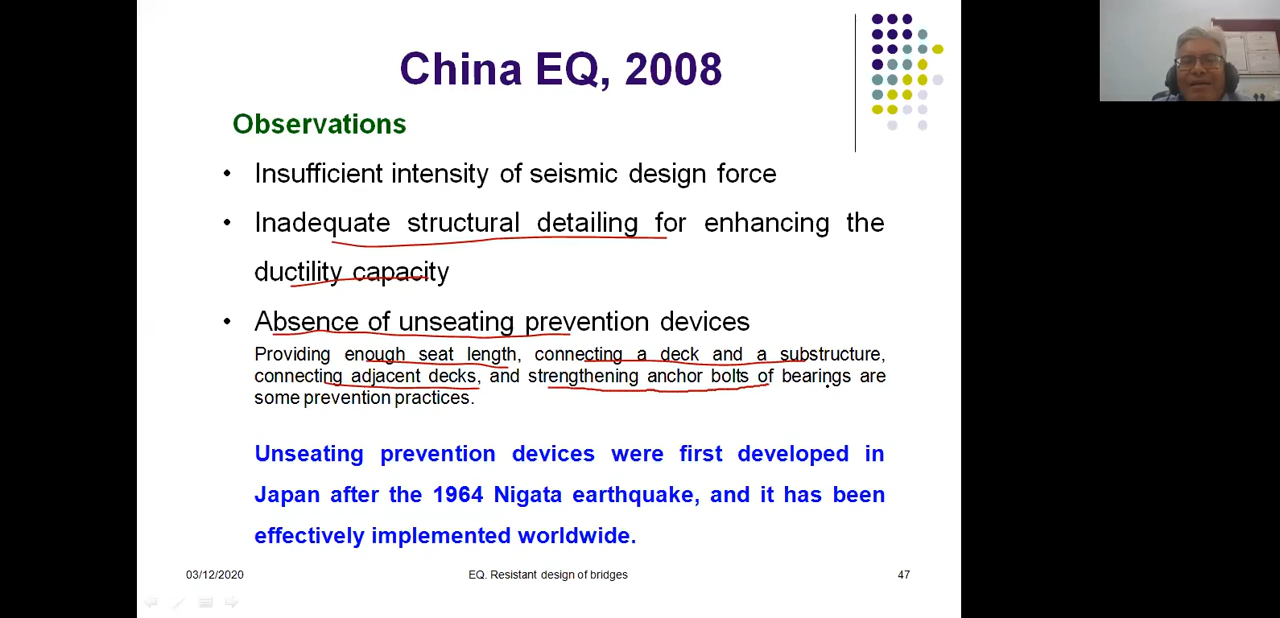 China EQ, 2008
Observations
• Insufficient intensity of seismic design force
• Inadequate structural detailing for enhancing the
ductility capacity
• Absence of unseating prevention devices
Providing enough seat length, connecting a deck and a substructure,
connecting adjacent decks, and strengthening anchor bolts of bearings are
some prevention practices.
Unseating prevention devices were first developed in
Japan after the 1964 Nigata earthquake, and it has been
effectively implemented worldwide.
03/12/2020 EQ. Resistant design of bridges 47